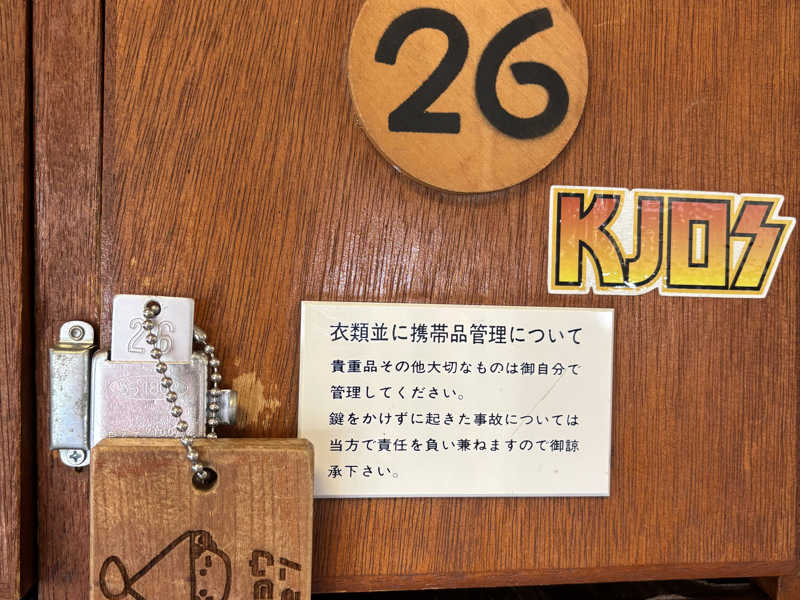 26
KJOS
26
衣類並に携帯品管理について
貴重品その他大切なものは御自分で
管理してください。
鍵をかけずに起きた事故については
当方で責任を負い兼ねますので御諒
承下さい。